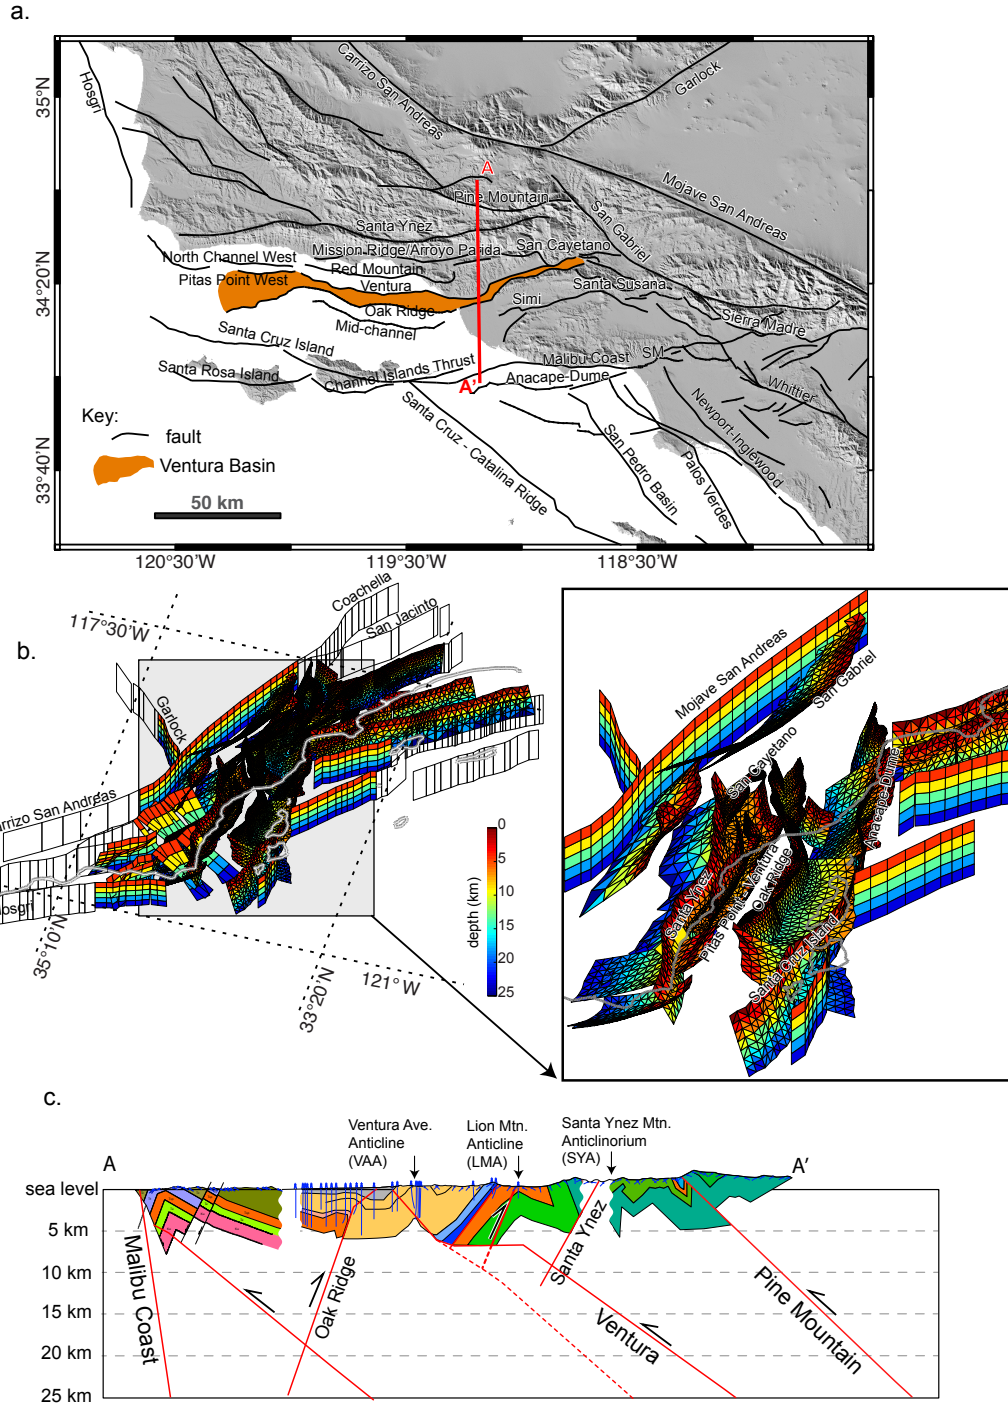 a.
35°N
34°20'N
33°40'N
Hosgri
Carrizo San Andreas
Garlock
A
Mojave San Andreas
Pine Mountain
San Gabriel
Santa Ynez
Mission Ridge/Arroyo Parida
San Cayetano
North Channel West
Red Mountain
Pitas Point West
Ventura
Santa Susana
Simi
Oak Ridge
Mid-channel
Sierra Madre
Santa Cruz Island
Malibu Coast
SM
Santa Rosa Island
Channel Islands Thrust
Anacape-Dume
A'
Whittier
Santa Cruz - Catalina Ridge
San Pedro Basin
Palos Verdes
Newport-Inglewood
Key:
fault
Ventura Basin
50 km
120°30'W
119°30'W
118°30'W
b.
117°30'W
Coachella
San Jacinto
Garlock
arrizo San Andreas
Hosgri
35°10'N
33°20'N
121°W
depth (km)
0
5
10
15
20
25
Mojave San Andreas
San Gabriel
San Cayetano
Anacape-Dume
Santa Ynez
Pitas Point-Ventura
Oak Ridge
Santa Cruz Island
c.
Ventura Ave.
Anticline
(VAA)
Lion Mtn.
Anticline
(LMA)
Santa Ynez Mtn.
Anticlinorium
(SYA)
A
A'
sea level
5 km
10 km
15 km
20 km
25 km
Malibu Coast
Oak Ridge
Santa Ynez
Ventura
Pine Mountain